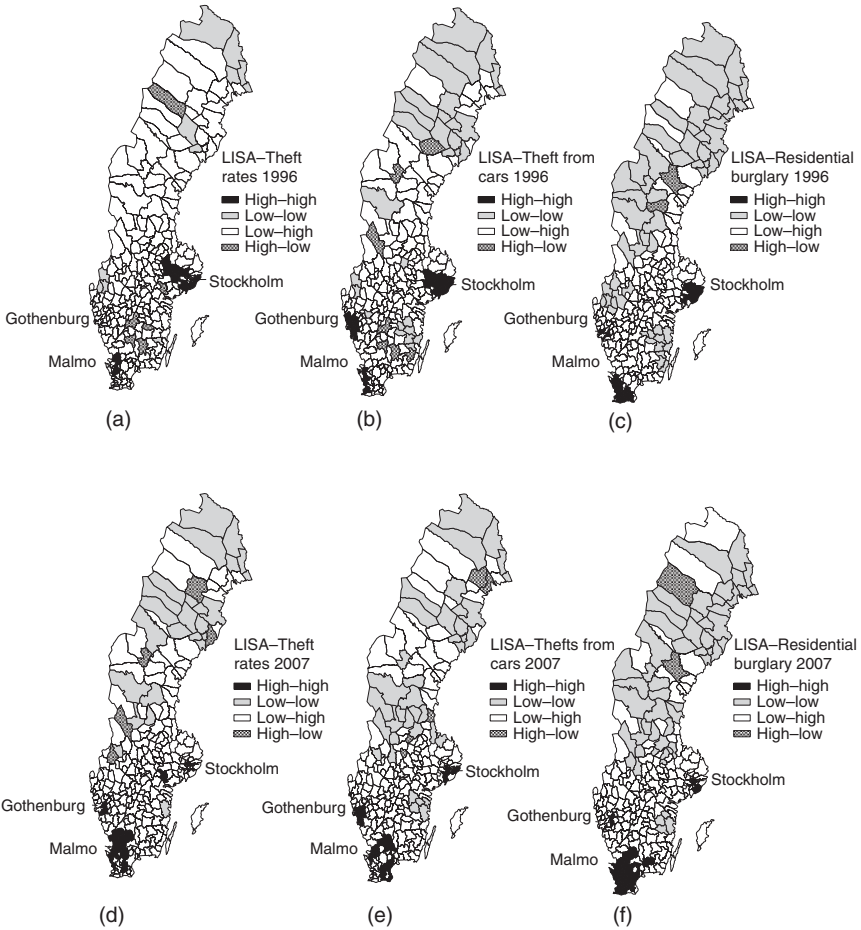 LISA–Theft
rates 1996
High–high
Low–low
Low–high
High–low
Stockholm
Gothenburg
Malmo
(a)
LISA–Theft from
cars 1996
High–high
Low–low
Low–high
High–low
Stockholm
Gothenburg
Malmo
(b)
LISA–Residential
burglary 1996
High–high
Low–low
Low–high
High–low
Stockholm
Gothenburg
Malmo
(c)
LISA–Theft
rates 2007
High–high
Low–low
Low–high
High–low
Stockholm
Gothenburg
Malmo
(d)
LISA–Thefts from
cars 2007
High–high
Low–low
Low–high
High–low
Stockholm
Gothenburg
Malmo
(e)
LISA–Residential
burglary 2007
High–high
Low–low
Low–high
High–low
Stockholm
Gothenburg
Malmo
(f)